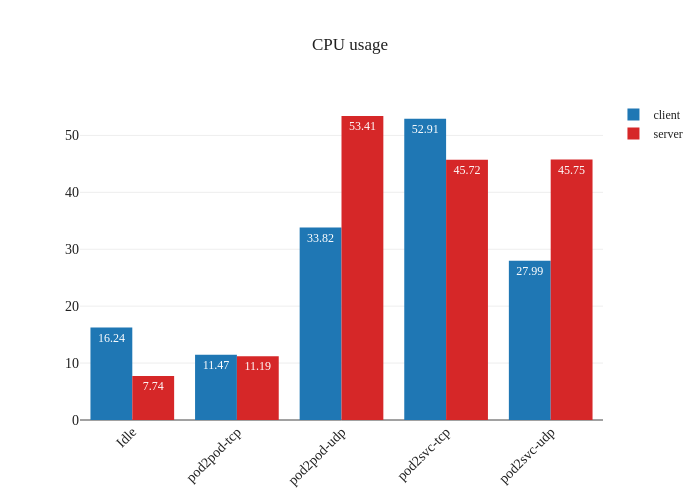 CPU usage
client
server
50
40
30
20
10
0
16.24
7.74
11.47
11.19
33.82
53.41
52.91
45.72
27.99
45.75
Idle
pod2pod-tcp
pod2pod-udp
pod2svc-tcp
pod2svc-udp